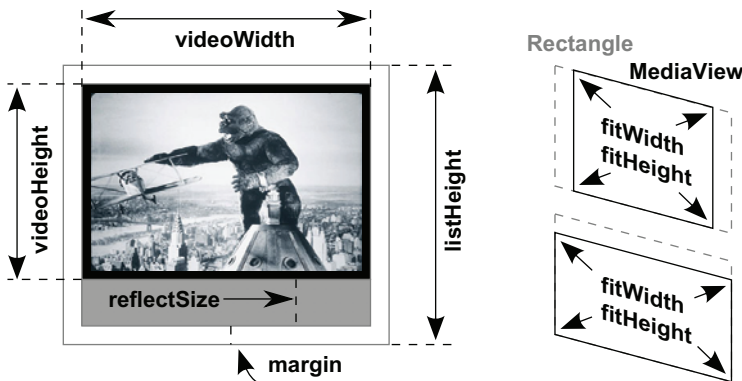 videoWidth
videoHeight
listHeight
reflectSize
margin
Rectangle
MediaView
fitWidth
fitHeight
fitWidth
fitHeight